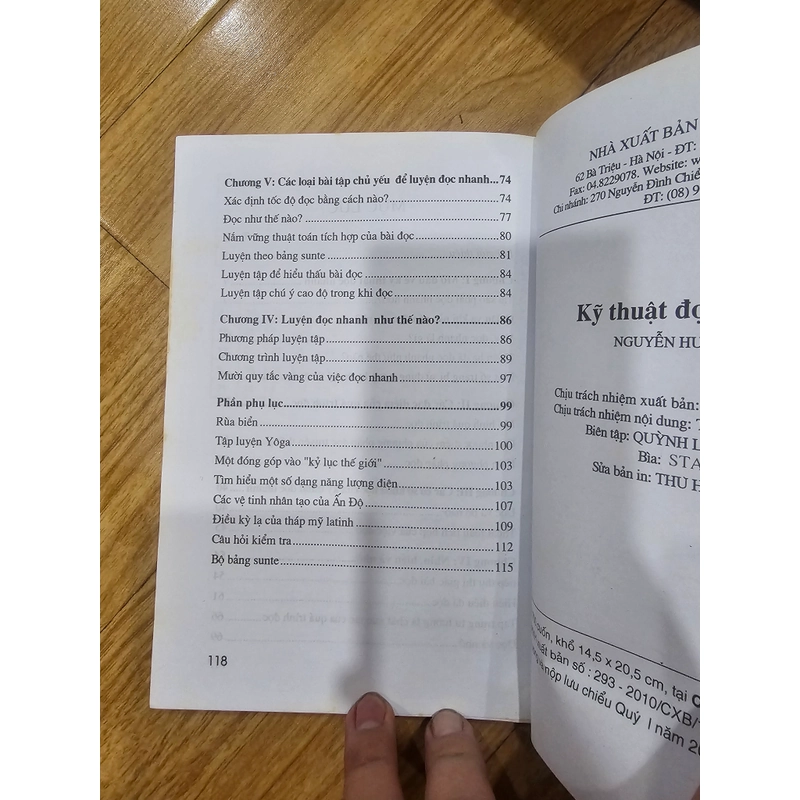 Chương V: Các loại bài tập chủ yếu để luyện đọc nhanh...74
Xác định tốc độ đọc bằng cách nào?...74
Đọc như thế nào?...77
Nắm vững thuật toán tích hợp của bài đọc...80
Luyện theo bảng sunte...81
Luyện tập để hiểu thấu bài đọc...84
Luyện tập chú ý cao độ trong khi đọc...84
Chương IV: Luyện đọc nhanh như thế nào?...86
Phương pháp luyện tập...86
Chương trình luyện tập...89
Mười quy tắc vàng của việc đọc nhanh...97
Phần phụ lục...99
Rùa biển...99
Tập luyện Yôga...100
Một đóng góp vào "kỷ lục thế giới"...103
Tìm hiểu một số dạng năng lượng điện...103
Các vệ tinh nhân tạo của Ấn Độ...107
Điều kỳ lạ của tháp mỹ latinh...109
Câu hỏi kiểm tra...112
Bộ bảng sunte...115
118
NHÀ XUẤT BẢN
62 Bà Triệu - Hà Nội - ĐT:
Fax: 04.8229078. Website: w
Chi nhánh: 270 Nguyễn Đình Chiể
ĐT: (08) 9
Kỹ thuật đọ
NGUYỄN HU
Chịu trách nhiệm xuất bản:
Chịu trách nhiệm nội dung: T
Biên tập: QUỲNH L
Bìa: STA
Sửa bản in: THU H
cuốn, khổ 14,5 x 20,5 cm, tại C
xuất bản số : 293 - 2010/CXB/
và nộp lưu chiểu Quý I năm 20